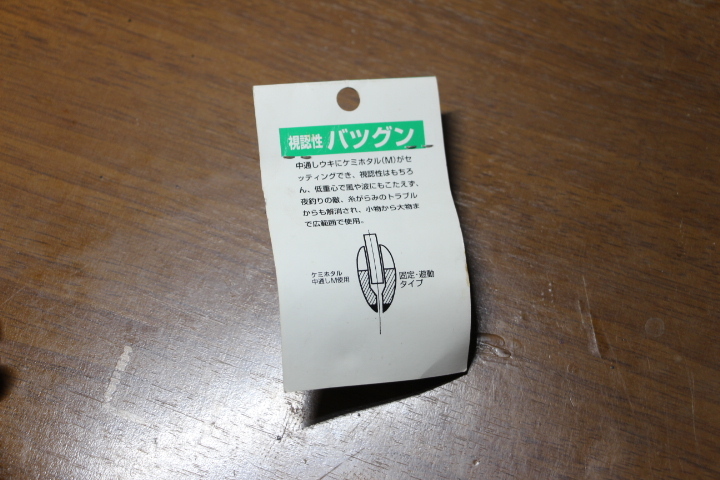 視認性 バツグン
中通しウキにケミホタル(M)がセ
ッティングでき、視認性はもちろ
ん、低重心で風や波にもこたえず、
夜釣りの敵、糸がらみのトラブル
からも解消され、小物から大物ま
で広範囲で使用。
ケミホタル
中通しM使用
固定・遊動
タイプ